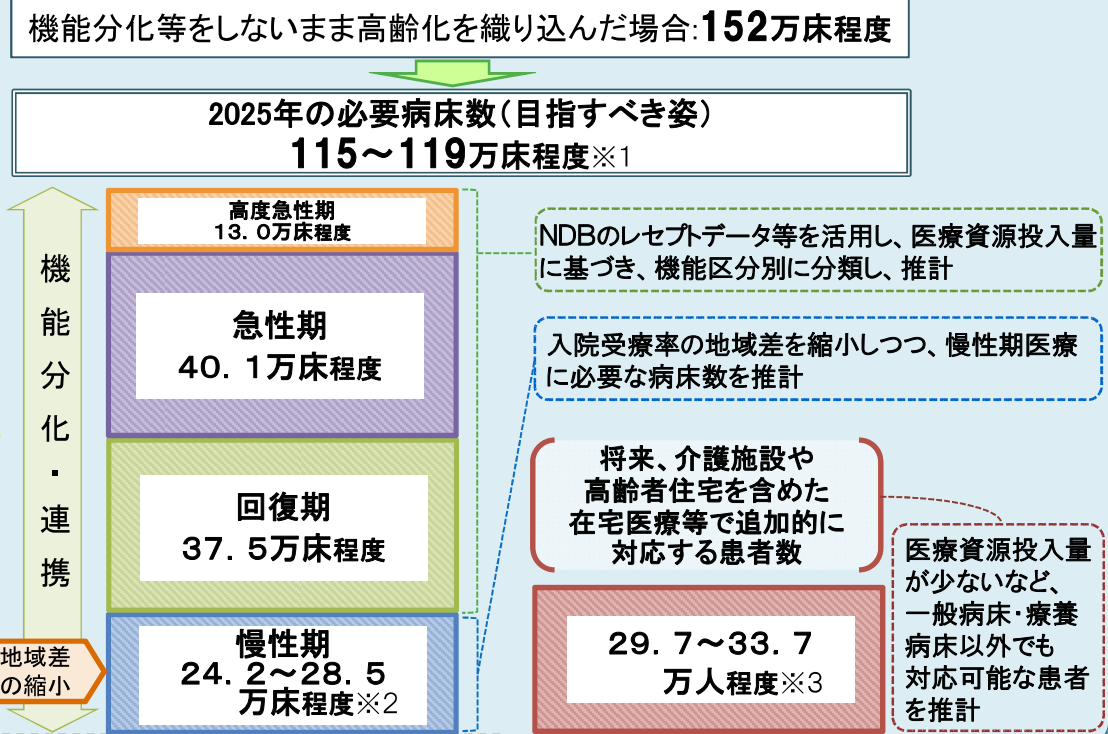 機能分化等をしないまま高齢化を織り込んだ場合:152万床程度
2025年の必要病床数(目指すべき姿)
115～119万床程度※1
機能分化・連携
地域差
の縮小
高度急性期
13.0万床程度
急性期
40.1万床程度
回復期
37.5万床程度
慢性期
24.2～28.5
万床程度※2
NDBのレセプトデータ等を活用し、医療資源投入量
に基づき、機能区分別に分類し、推計
入院受療率の地域差を縮小しつつ、慢性期医療
に必要な病床数を推計
将来、介護施設や
高齢者住宅を含めた
在宅医療等で追加的に
対応する患者数
29.7～33.7
万人程度※3
医療資源投入量
が少ないなど、
一般病床・療養
病床以外でも
対応可能な患者
を推計